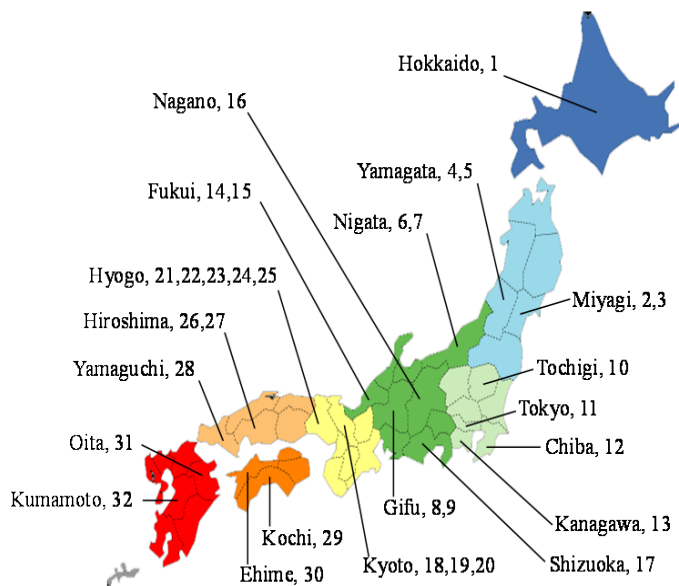 Hokkaido, 1
Nagano, 16
Yamagata, 4,5
Fukui, 14,15
Nigata, 6,7
Hyogo, 21,22,23,24,25
Miyagi, 2,3
Hiroshima, 26,27
Yamaguchi, 28
Tochigi, 10
Tokyo, 11
Oita, 31
Chiba, 12
Kumamoto, 32
Gifu, 8,9
Kanagawa, 13
Kochi, 29
Ehime, 30
Kyoto, 18,19,20
Shizuoka, 17